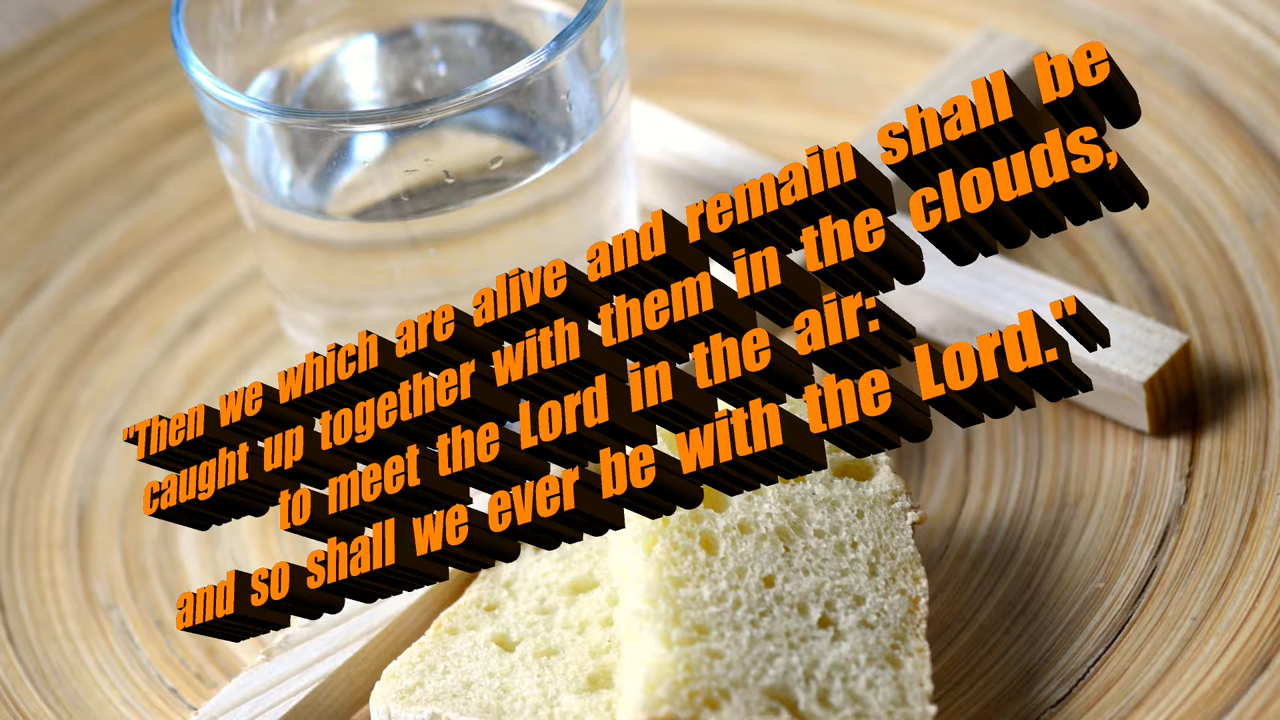 "Then we which are alive and remain shall be
caught up together with them in the clouds,
to meet the Lord in the air:
and so shall we ever be with the Lord."